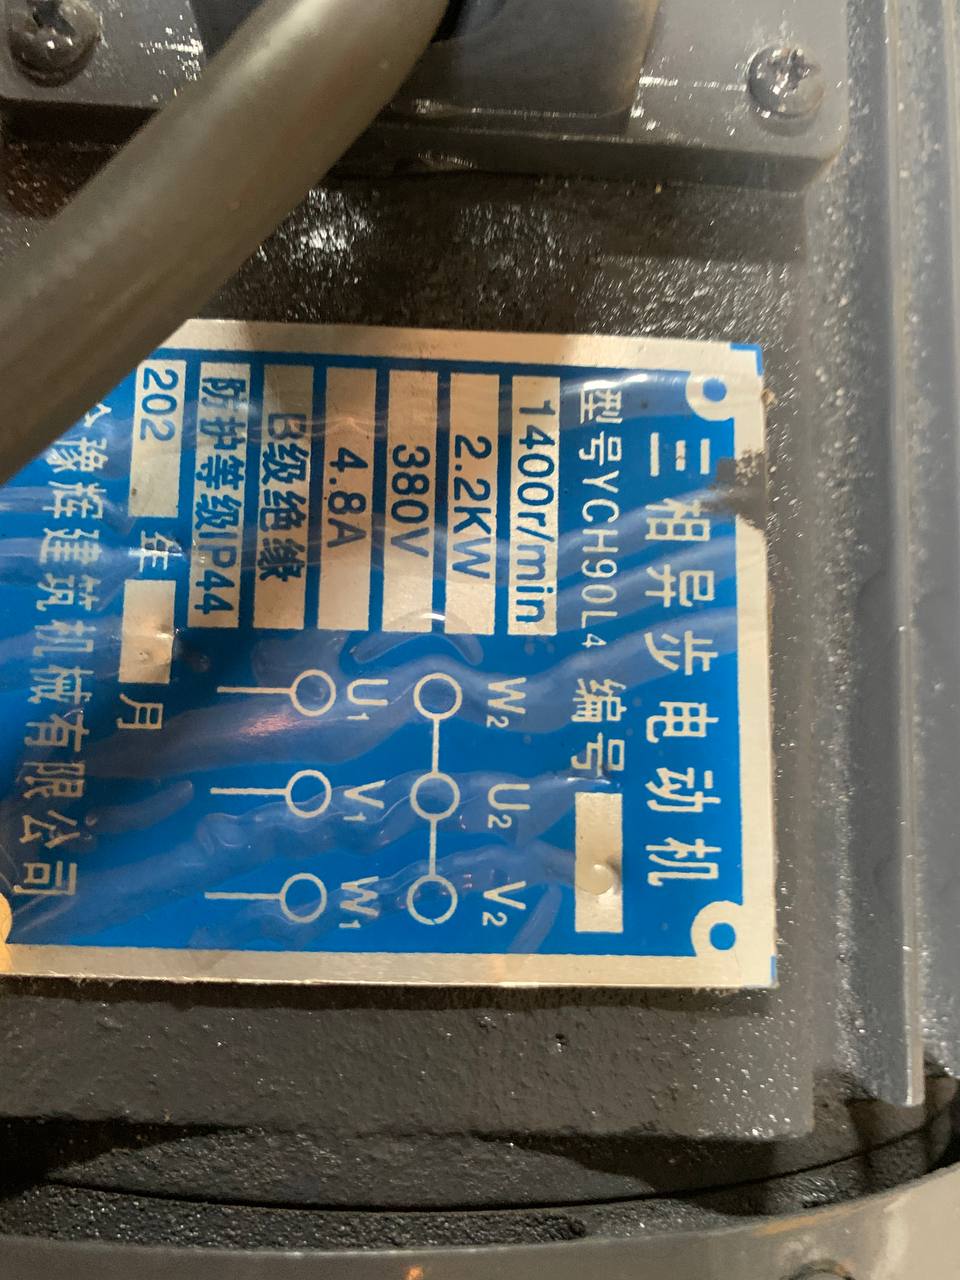 三相异步电动机
型号YCH90L4 编号
1400r/min
2.2KW
380V
4.8A
B级绝缘
防护等级IP44
W2 U2 V2
U1 V1 W1
202 年 月
豫辉建筑机械有限公司